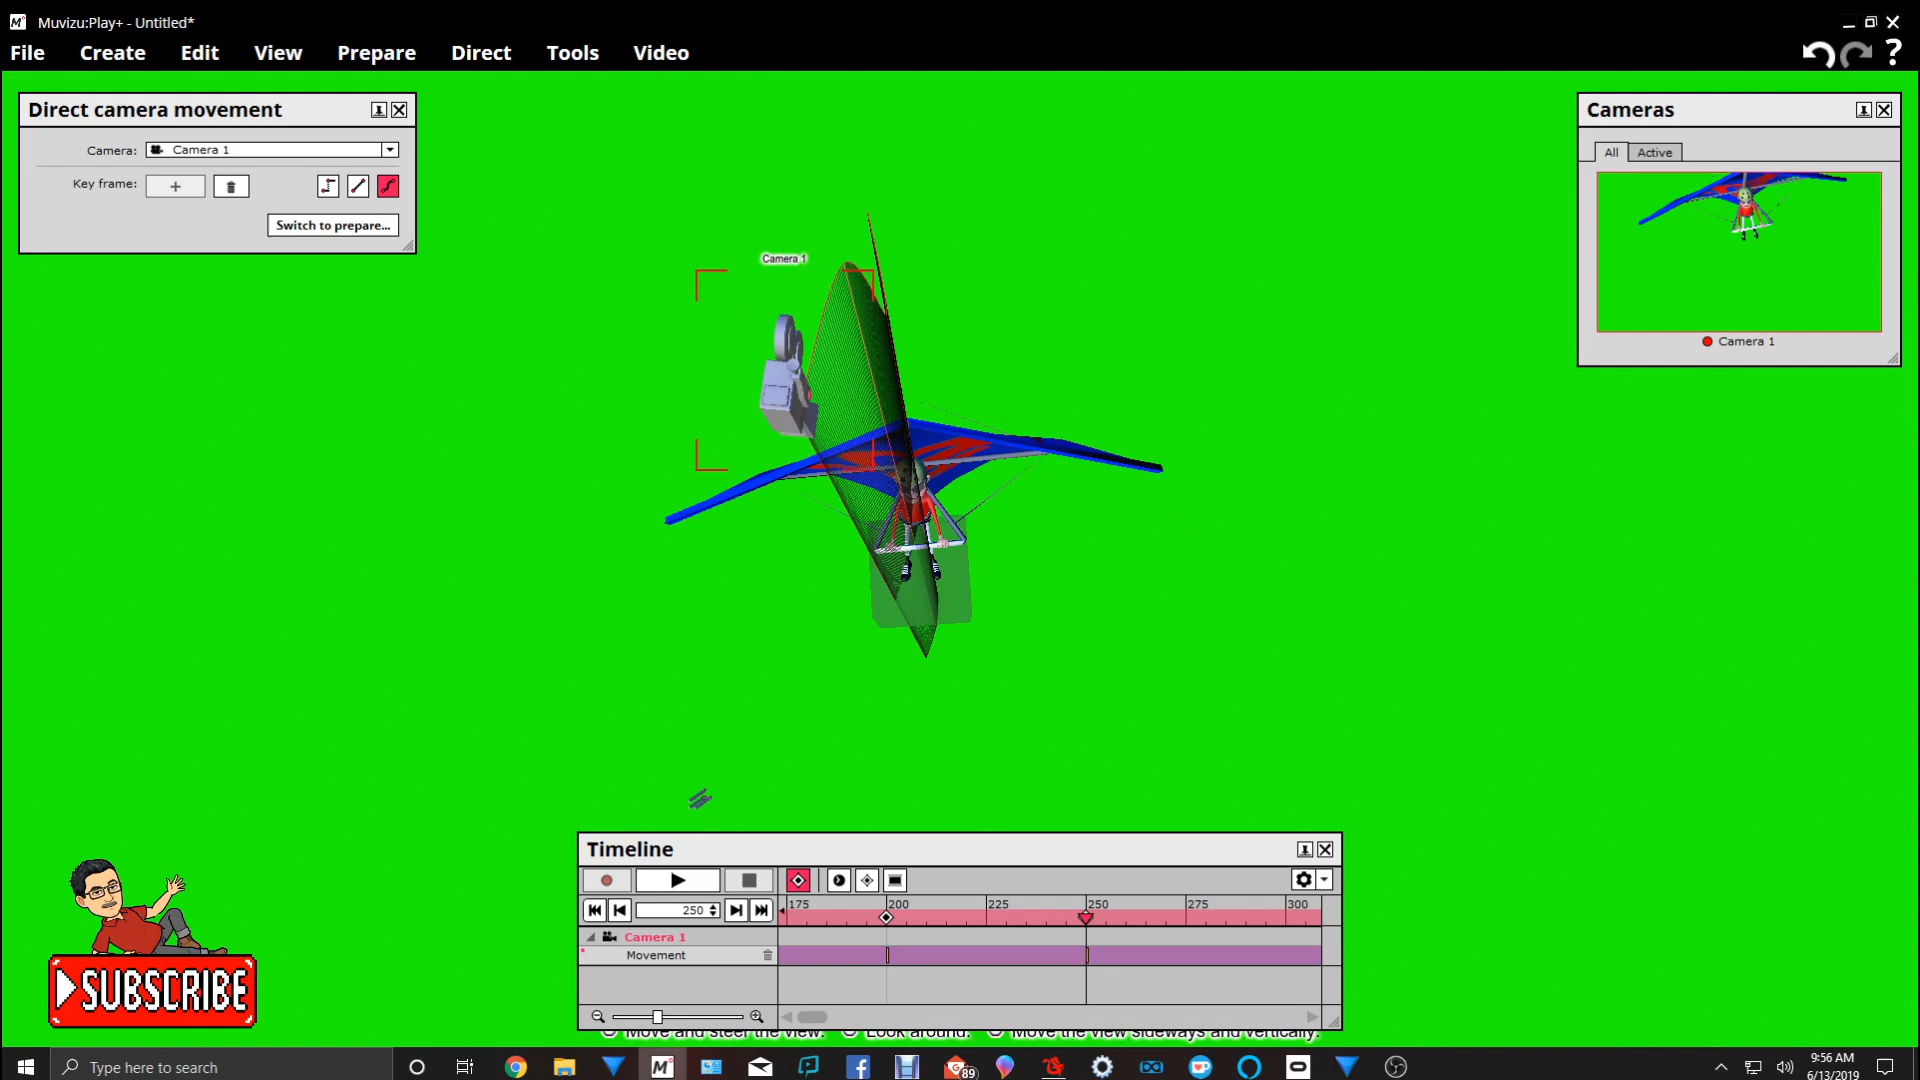 Muvizu:Play+ - Untitled*
File Create Edit View Prepare Direct Tools Video ?
Direct camera movement
Camera: Camera 1
Key frame: +
Switch to prepare...
Cameras
All Active
Camera 1
Camera 1
Timeline
250 175 200 225 250 275 300
Camera 1
Movement
Move and steer the view. Look around. Move the view sideways and vertically.
SUBSCRIBE
Type here to search
89
9:56 AM
6/13/2019